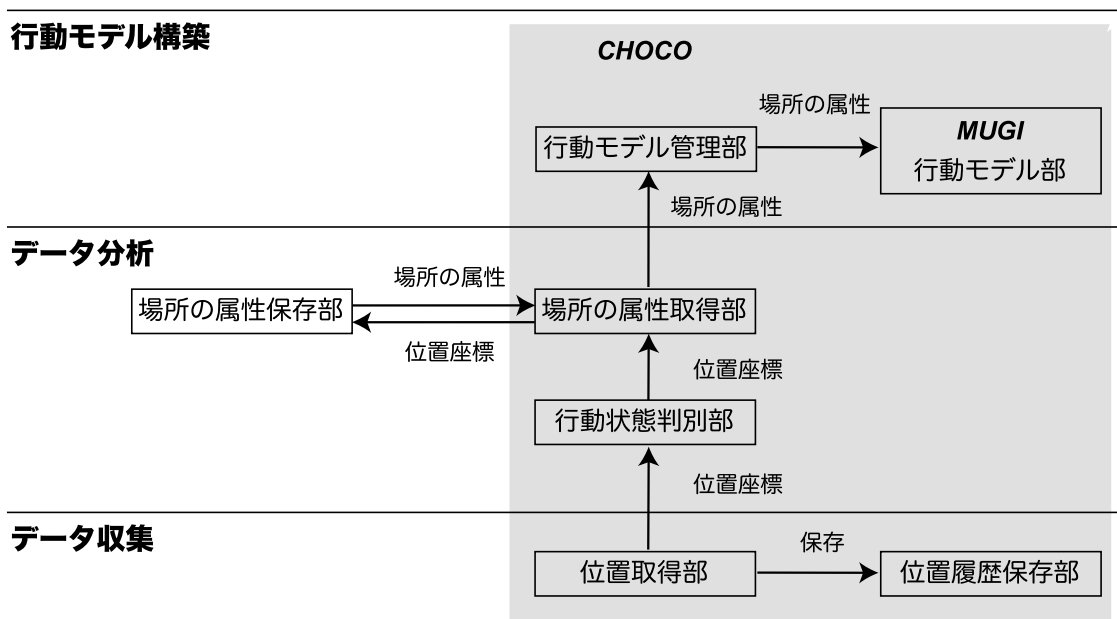 行動モデル構築
CHOCO
場所の属性
MUGI
行動モデル管理部
行動モデル部
場所の属性
データ分析
場所の属性
場所の属性保存部
場所の属性取得部
位置座標
位置座標
行動状態判別部
位置座標
データ収集
保存
位置取得部
位置履歴保存部